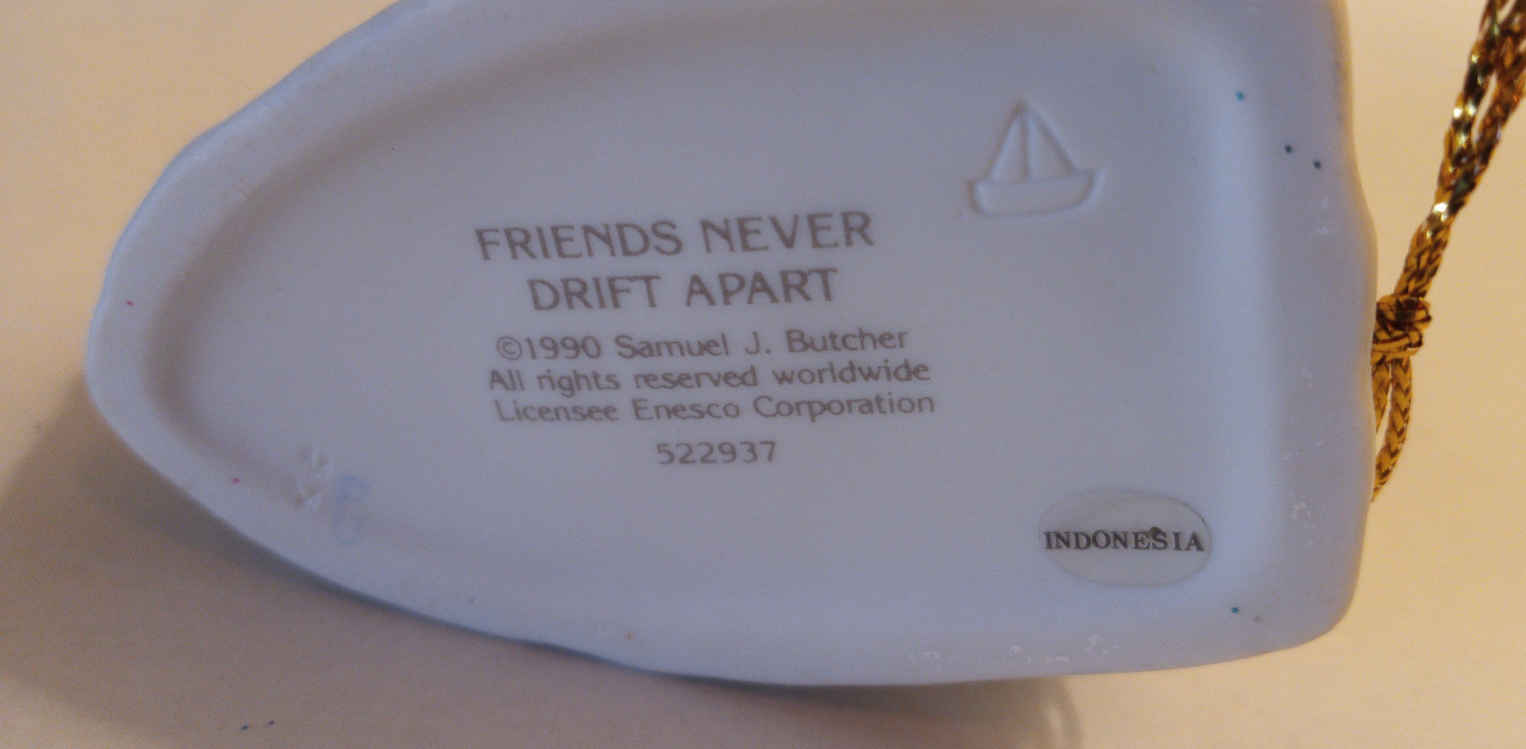 FRIENDS NEVER
DRIFT APART
©1990 Samuel J. Butcher
All rights reserved worldwide
Licensee Enesco Corporation
522937
INDONESIA